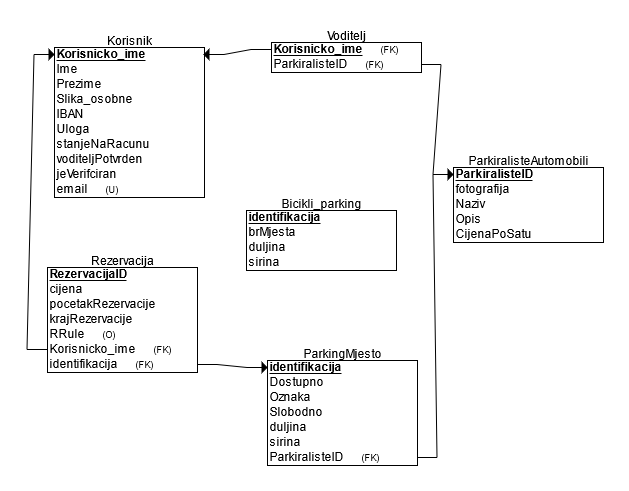 Korisnik
Korisnicko_ime
Ime
Prezime
Slika_osobne
IBAN
Uloga
stanjeNaRacunu
voditeljPotvrden
jeVerifciran
email (U)
Voditelj
Korisnicko_ime (FK)
ParkiralisteID (FK)
ParkiralisteAutomobili
ParkiralisteID
fotografija
Naziv
Opis
CijenaPoSatu
Bicikli_parking
identifikacija
brMjesta
duljina
sirina
Rezervacija
RezervacijaID
cijena
pocetakRezervacije
krajRezervacije
RRule (O)
Korisnicko_ime (FK)
identifikacija (FK)
ParkingMjesto
identifikacija
Dostupno
Oznaka
Slobodno
duljina
sirina
ParkiralisteID (FK)